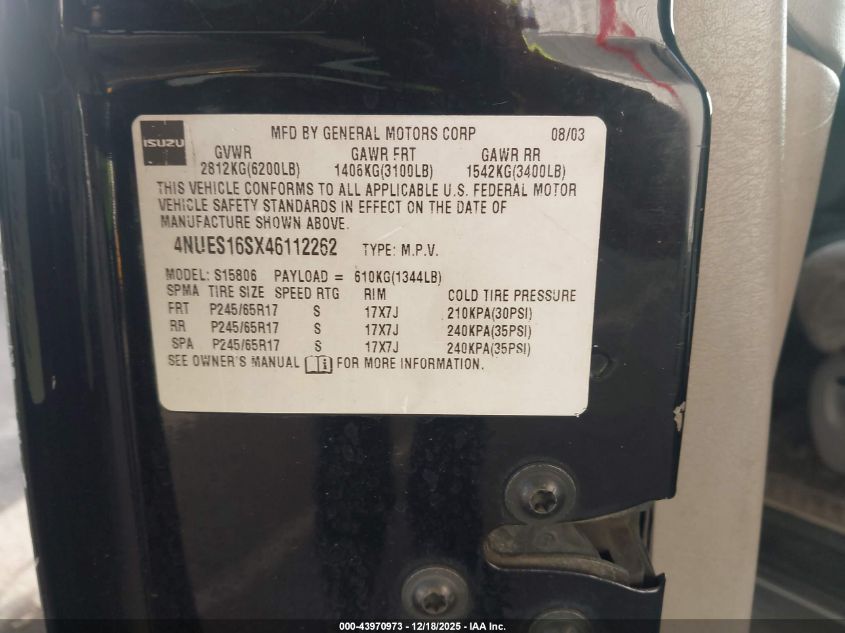 ISUZU
MFD BY GENERAL MOTORS CORP 08/03
GVWR GAWR FRT GAWR RR
2812KG(6200LB) 1406KG(3100LB) 1542KG(3400LB)
THIS VEHICLE CONFORMS TO ALL APPLICABLE U.S. FEDERAL MOTOR
VEHICLE SAFETY STANDARDS IN EFFECT ON THE DATE OF
MANUFACTURE SHOWN ABOVE.
4NUES16SX46112262 TYPE: M.P.V.
MODEL: S15806 PAYLOAD = 610KG(1344LB)
SPMA TIRE SIZE SPEED RTG RIM COLD TIRE PRESSURE
FRT P245/65R17 S 17X7J 210KPA(30PSI)
RR P245/65R17 S 17X7J 240KPA(35PSI)
SPA P245/65R17 S 17X7J 240KPA(35PSI)
SEE OWNER'S MANUAL i FOR MORE INFORMATION.
000-43970973 - 12/18/2025 - IAA Inc.